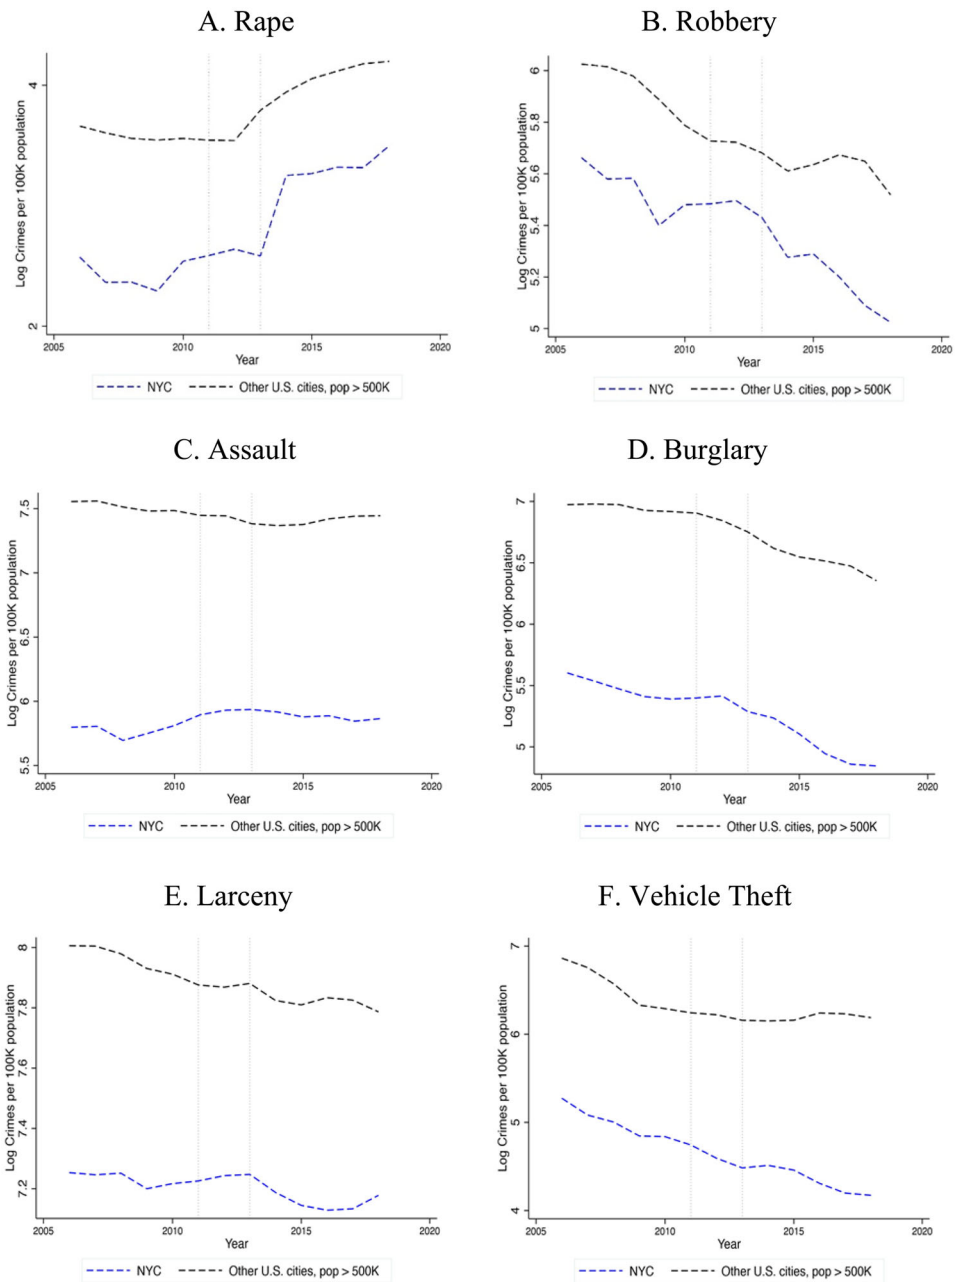 A. Rape
B. Robbery
Log Crimes per 100K population
4
2
2005
2010
2015
2020
Year
NYC
Other U.S. cities, pop > 500K
Log Crimes per 100K population
6
5.8
5.6
5.4
5.2
5
2005
2010
2015
2020
Year
NYC
Other U.S. cities, pop > 500K
C. Assault
D. Burglary
Log Crimes per 100K population
7.5
7
6.5
6
5.5
2005
2010
2015
2020
Year
NYC
Other U.S. cities, pop > 500K
Log Crimes per 100K population
7
6.5
6
5.5
5
2005
2010
2015
2020
Year
NYC
Other U.S. cities, pop > 500K
E. Larceny
F. Vehicle Theft
Log Crimes per 100K population
8
7.8
7.6
7.4
7.2
2005
2010
2015
2020
Year
NYC
Other U.S. cities, pop > 500K
Log Crimes per 100K population
7
6
5
4
2005
2010
2015
2020
Year
NYC
Other U.S. cities, pop > 500K